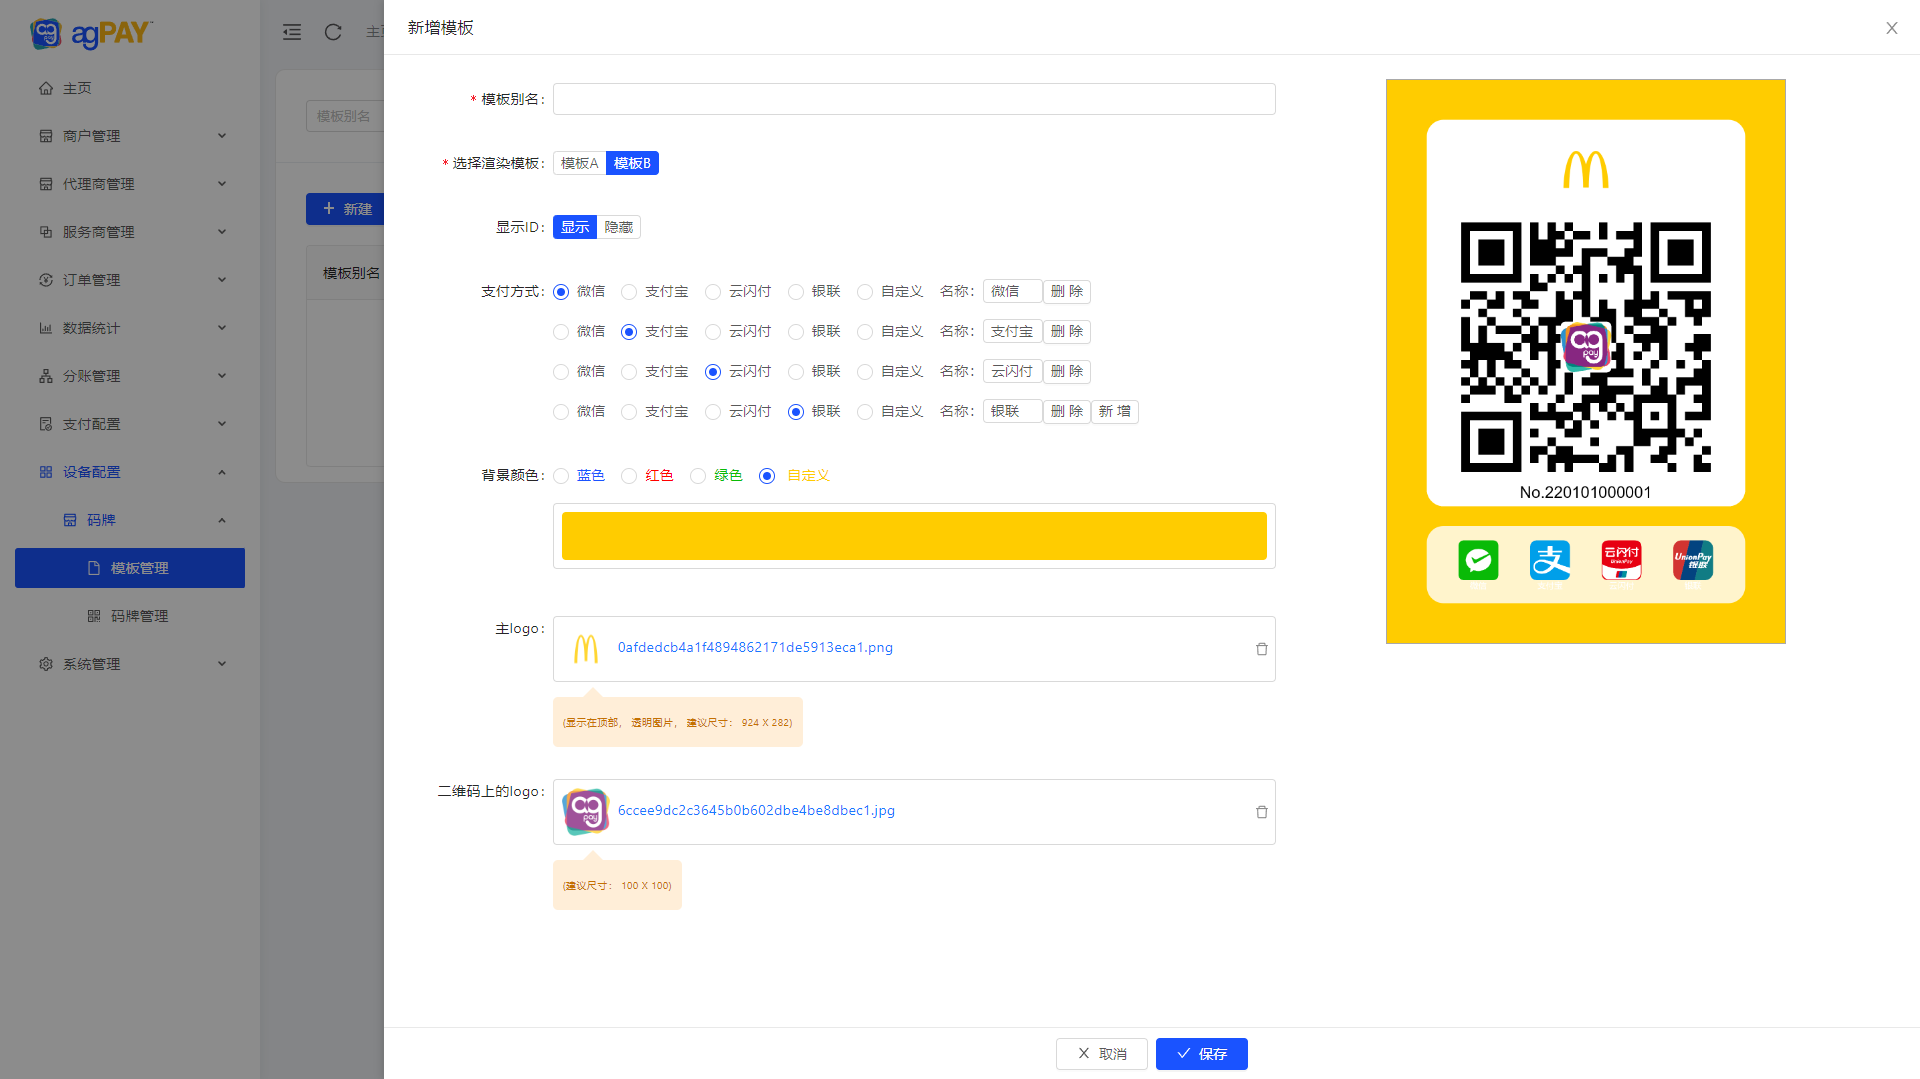 agPAY
主页
商户管理
代理商管理
服务商管理
订单管理
数据统计
分账管理
支付配置
设备配置
码牌
模板管理
码牌管理
系统管理
模板别名
新建
模板别名
新增模板
* 模板别名：
* 选择渲染模板： 模板A 模板B
显示ID： 显示 隐藏
支付方式： 微信 支付宝 云闪付 银联 自定义 名称： 微信 删 除
微信 支付宝 云闪付 银联 自定义 名称： 支付宝 删 除
微信 支付宝 云闪付 银联 自定义 名称： 云闪付 删 除
微信 支付宝 云闪付 银联 自定义 名称： 银联 删 除 新 增
背景颜色： 蓝色 红色 绿色 自定义
主logo： 0afdedcb4a1f4894862171de5913eca1.png
(显示在顶部， 透明图片， 建议尺寸： 924 X 282)
二维码上的logo： 6ccee9dc2c3645b0b602dbe4be8dbec1.jpg
(建议尺寸： 100 X 100)
取消 保存
ag
pay
No.220101000001
支 云闪付 UnionPay
UnionPay 银联